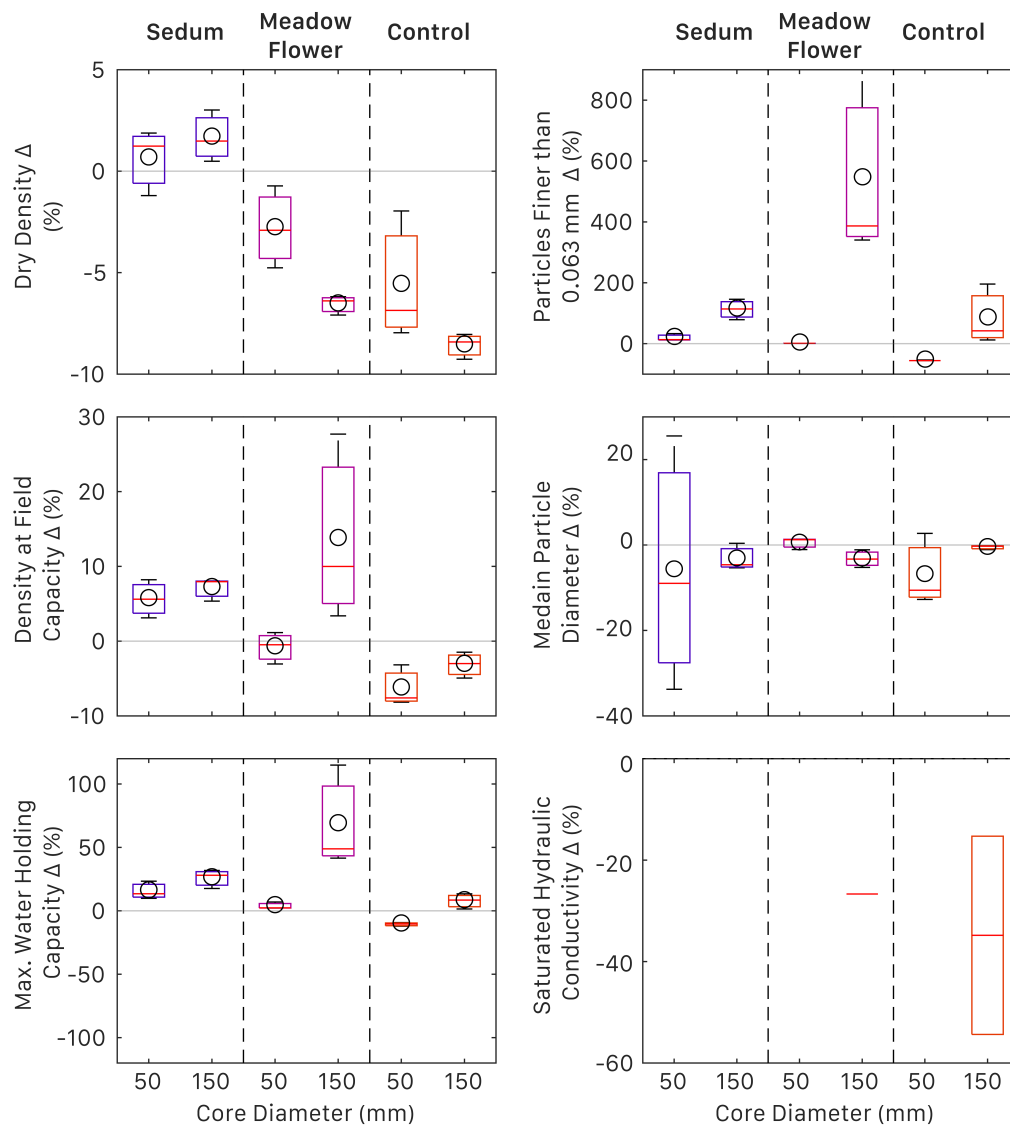 Sedum
Meadow
Flower
Control
Sedum
Meadow
Flower
Control
Dry Density Δ
(%)
5
0
-5
-10
Particles Finer than
0.063 mm Δ (%)
800
600
400
200
0
Density at Field
Capacity Δ (%)
30
20
10
0
-10
Medain Particle
Diameter Δ (%)
20
0
-20
-40
Max. Water Holding
Capacity Δ (%)
100
50
0
-50
-100
50 150 50 150 50 150
Core Diameter (mm)
Saturated Hydraulic
Conductivity Δ (%)
0
-20
-40
-60
50 150 50 150 50 150
Core Diameter (mm)